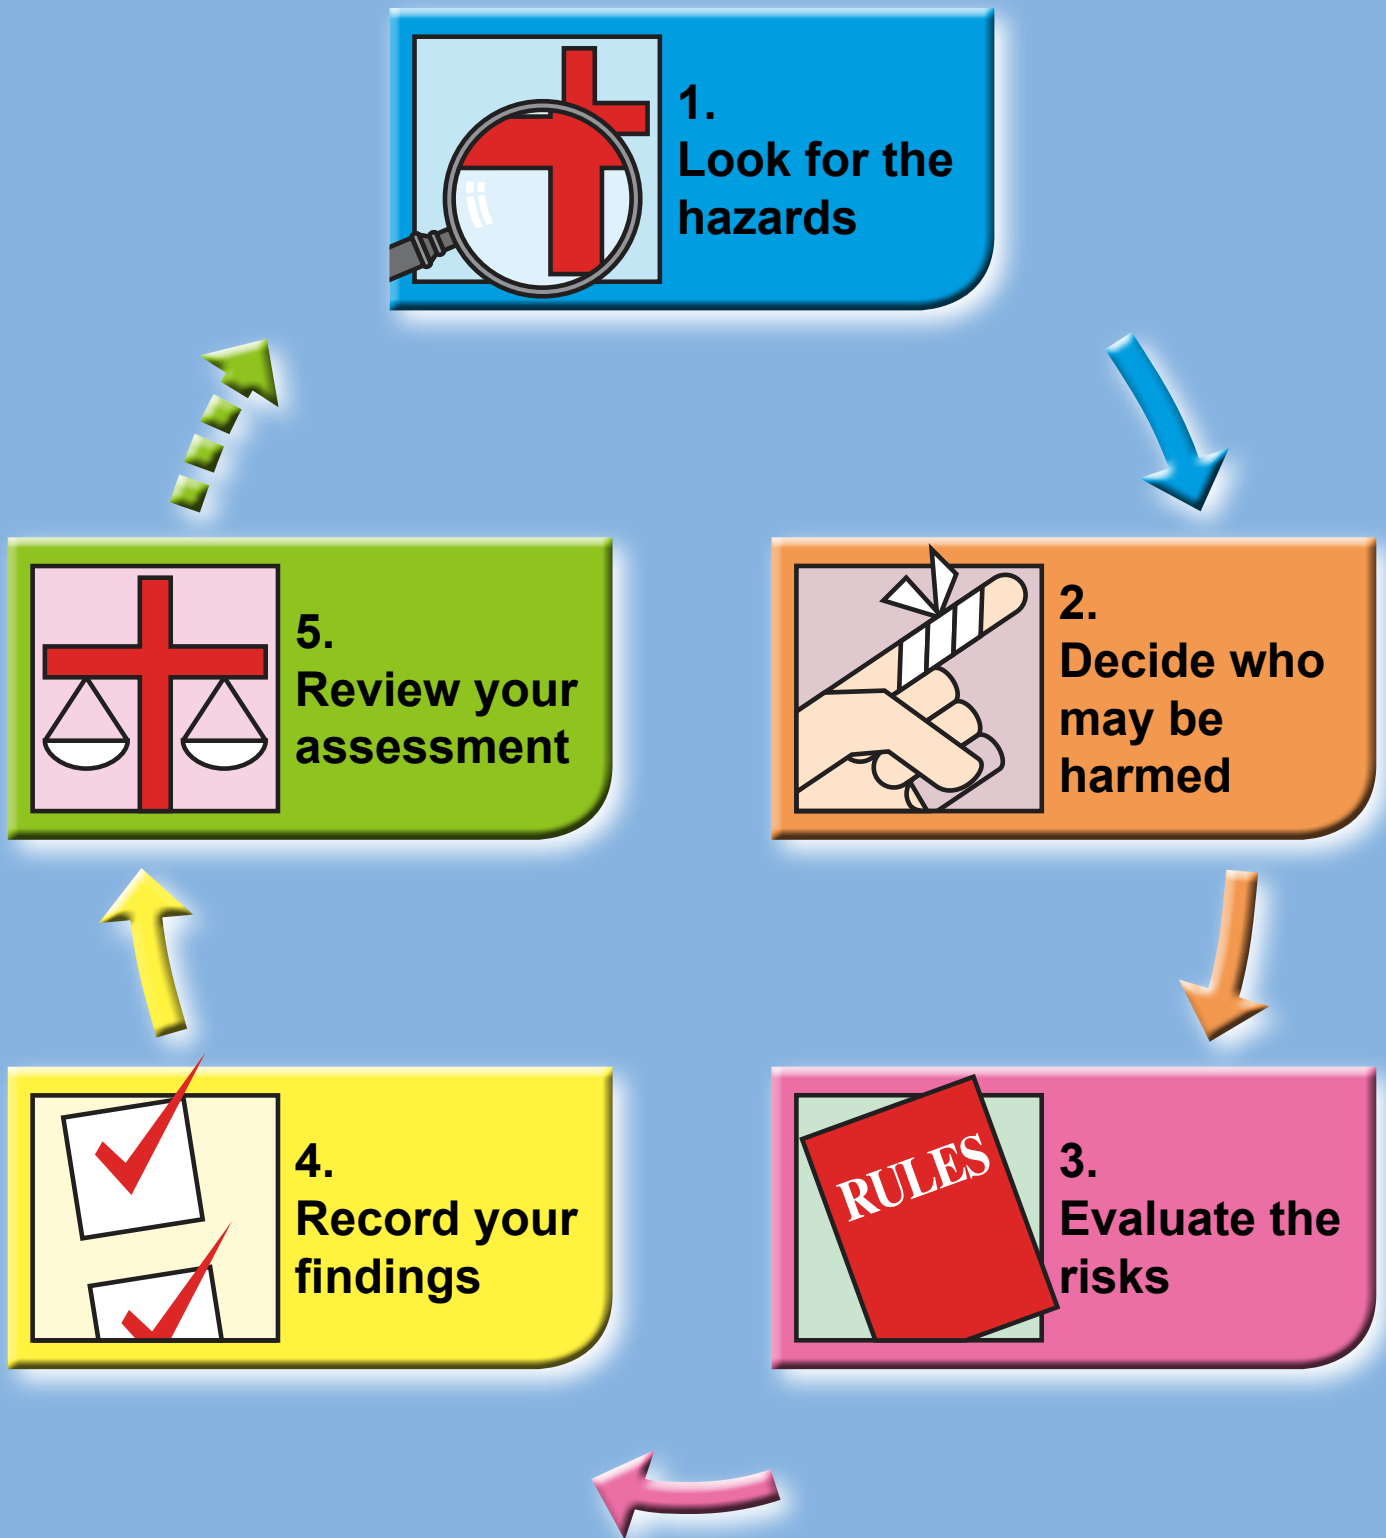 1.
Look for the
hazards
2.
Decide who
may be
harmed
RULES
3.
Evaluate the
risks
4.
Record your
findings
5.
Review your
assessment